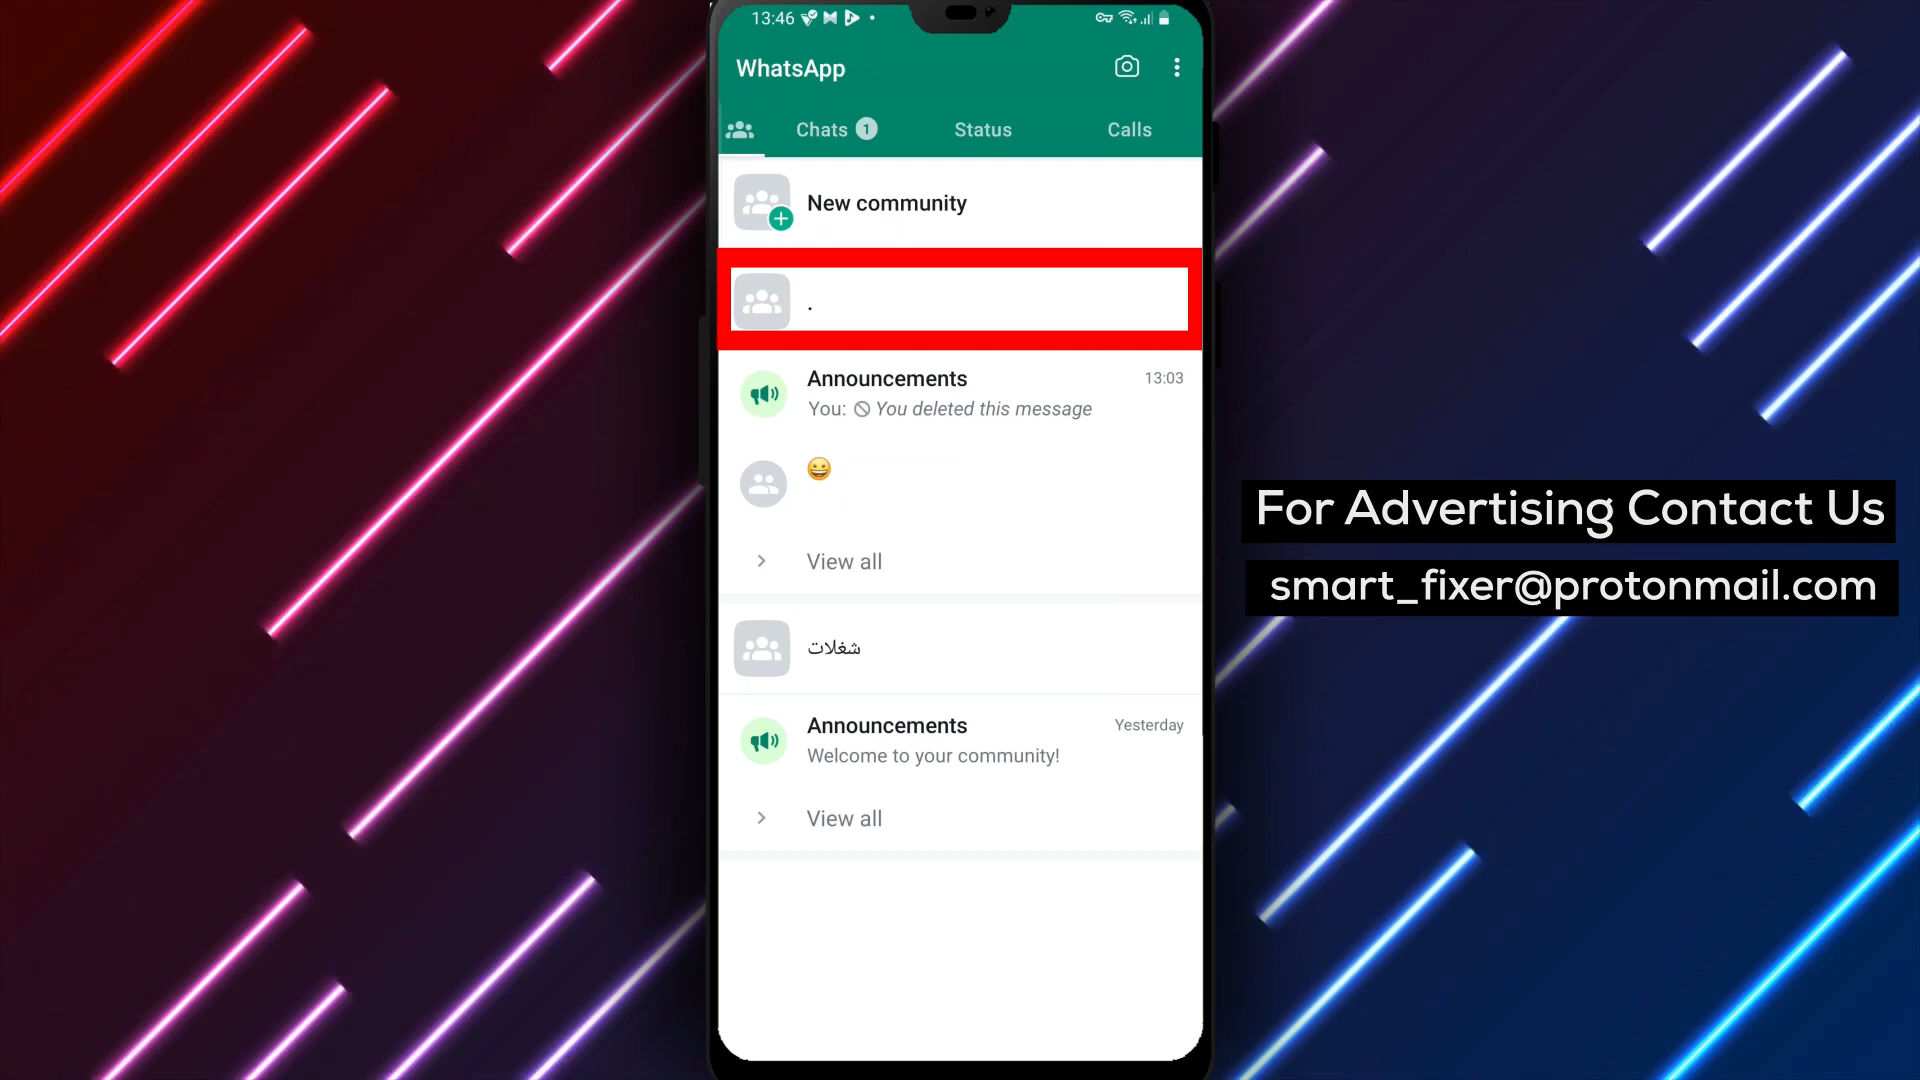 13:46
WhatsApp
Chats 1
Status
Calls
New community
.
Announcements
13:03
You: You deleted this message
😀
View all
شغلات
Announcements
Yesterday
Welcome to your community!
View all
For Advertising Contact Us
smart_fixer@protonmail.com